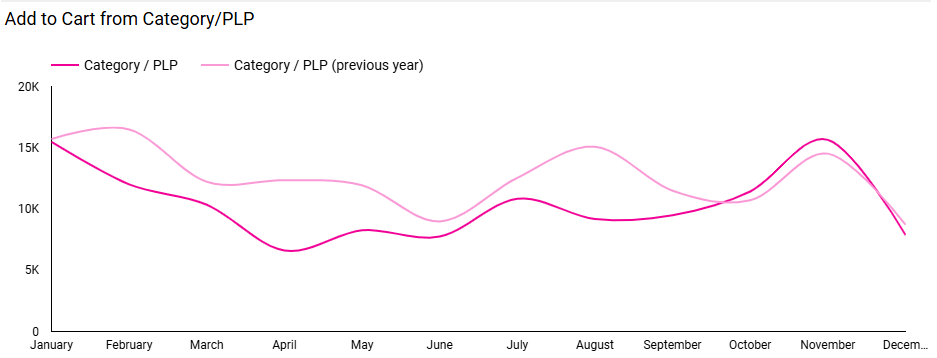 Add to Cart from Category/PLP
Category / PLP Category / PLP (previous year)
20K
15K
10K
5K
0
January February March April May June July August September October November Decem...